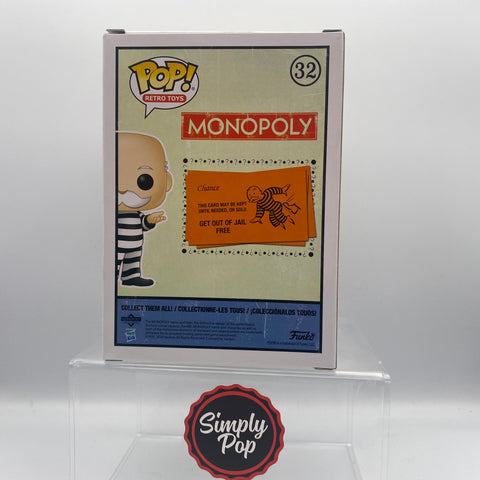 POP!
RETRO TOYS
32
MONOPOLY
Chance
THIS CARD MAY BE KEPT
UNTIL NEEDED, OR SOLD
GET OUT OF JAIL
FREE
COLLECT THEM ALL! / COLLECTIONNE-LES TOUS! / ¡COLECCIÓNALOS TODOS!
Funko
Simply
Pop